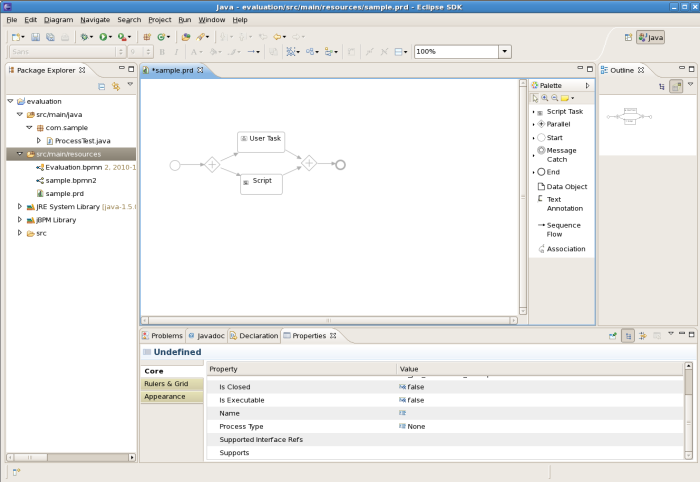 Java - evaluation/src/main/resources/sample.prd - Eclipse SDK
File Edit Diagram Navigate Search Project Run Window Help
Sans 9 100% Java
Package Explorer
evaluation
src/main/java
com.sample
ProcessTest.java
src/main/resources
Evaluation.bpmn 2, 2010-1
sample.bpmn2
sample.prd
JRE System Library [java-1.5.
jBPM Library
src
*sample.prd
User Task
Script
Palette
Script Task
Parallel
Start
Message
Catch
End
Data Object
Text
Annotation
Sequence
Flow
Association
Outline
Problems Javadoc Declaration Properties
Undefined
Core
Rulers & Grid
Appearance
Property Value
Is Closed false
Is Executable false
Name
Process Type None
Supported Interface Refs
Supports